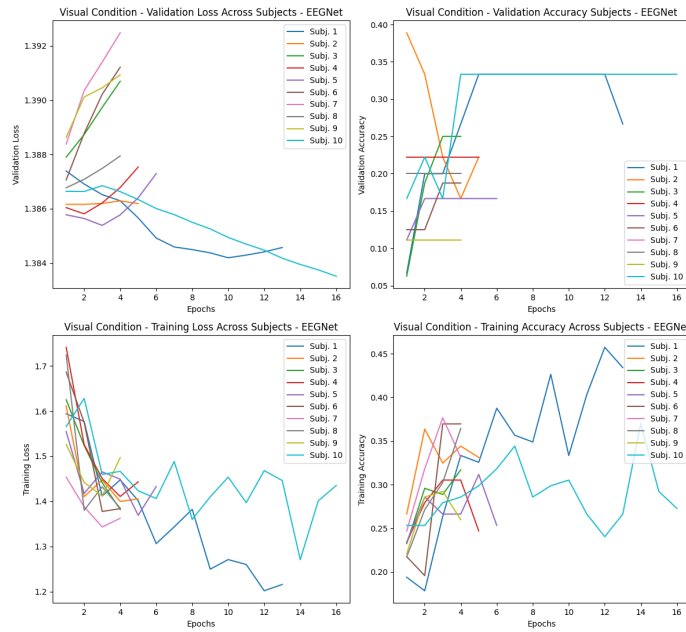 Visual Condition - Validation Loss Across Subjects - EEGNet
1.392
1.390
1.388
1.386
1.384
Validation Loss
2 4 6 8 10 12 14 16
Epochs
Subj. 1
Subj. 2
Subj. 3
Subj. 4
Subj. 5
Subj. 6
Subj. 7
Subj. 8
Subj. 9
Subj. 10
Visual Condition - Validation Accuracy Subjects - EEGNet
0.40
0.35
0.30
0.25
0.20
0.15
0.10
0.05
Validation Accuracy
2 4 6 8 10 12 14 16
Epochs
Subj. 1
Subj. 2
Subj. 3
Subj. 4
Subj. 5
Subj. 6
Subj. 7
Subj. 8
Subj. 9
Subj. 10
Visual Condition - Training Loss Across Subjects - EEGNet
1.7
1.6
1.5
1.4
1.3
1.2
Training Loss
2 4 6 8 10 12 14 16
Epochs
Subj. 1
Subj. 2
Subj. 3
Subj. 4
Subj. 5
Subj. 6
Subj. 7
Subj. 8
Subj. 9
Subj. 10
Visual Condition - Training Accuracy Across Subjects - EEGNe
0.45
0.40
0.35
0.30
0.25
0.20
Training Accuracy
2 4 6 8 10 12 14 16
Epochs
Subj. 1
Subj. 2
Subj. 3
Subj. 4
Subj. 5
Subj. 6
Subj. 7
Subj. 8
Subj. 9
Subj. 10